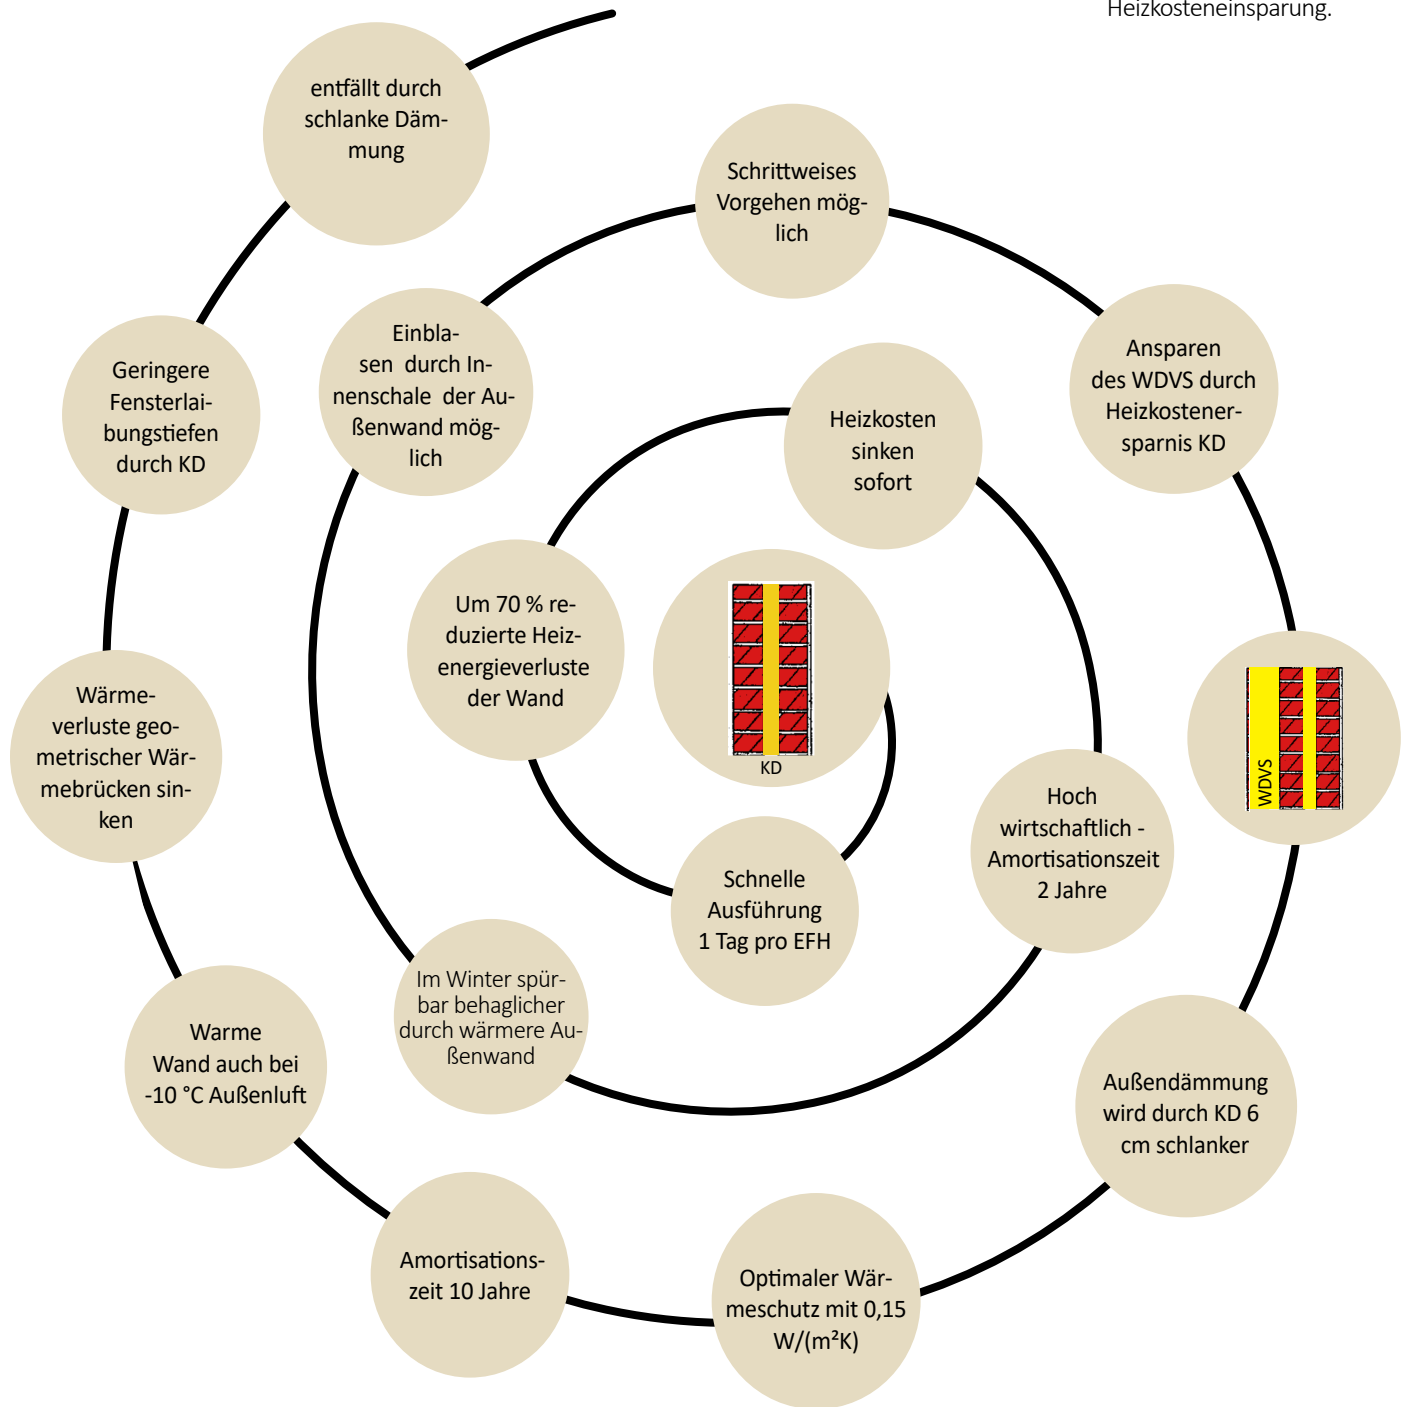 Heizkosteneinsparung.
entfällt durch
schlanke Däm-
mung
Schrittweises
Vorgehen mög-
lich
Einbla-
sen durch In-
nenschale der Au-
ßenwand mög-
lich
Ansparen
des WDVS durch
Heizkostener-
sparnis KD
Geringere
Fensterlai-
bungstiefen
durch KD
Heizkosten
sinken
sofort
Um 70 % re-
duzierte Heiz-
energieverluste
der Wand
KD
WDVS
Wärme-
verluste geo-
metrischer Wär-
mebrücken sin-
ken
Hoch
wirtschaftlich -
Amortisationszeit
2 Jahre
Schnelle
Ausführung
1 Tag pro EFH
Im Winter spür-
bar behaglicher
durch wärmere Au-
ßenwand
Warme
Wand auch bei
-10 °C Außenluft
Außendämmung
wird durch KD 6
cm schlanker
Amortisations-
zeit 10 Jahre
Optimaler Wär-
meschutz mit 0,15
W/(m²K)